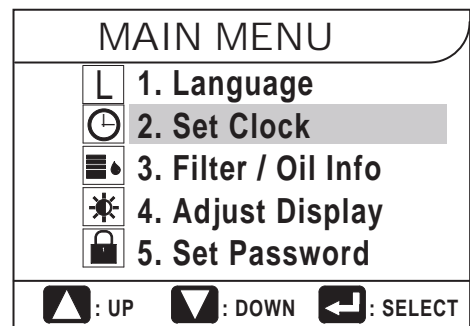 MAIN MENU
L 1. Language
2. Set Clock
3. Filter / Oil Info
4. Adjust Display
5. Set Password
: UP : DOWN : SELECT